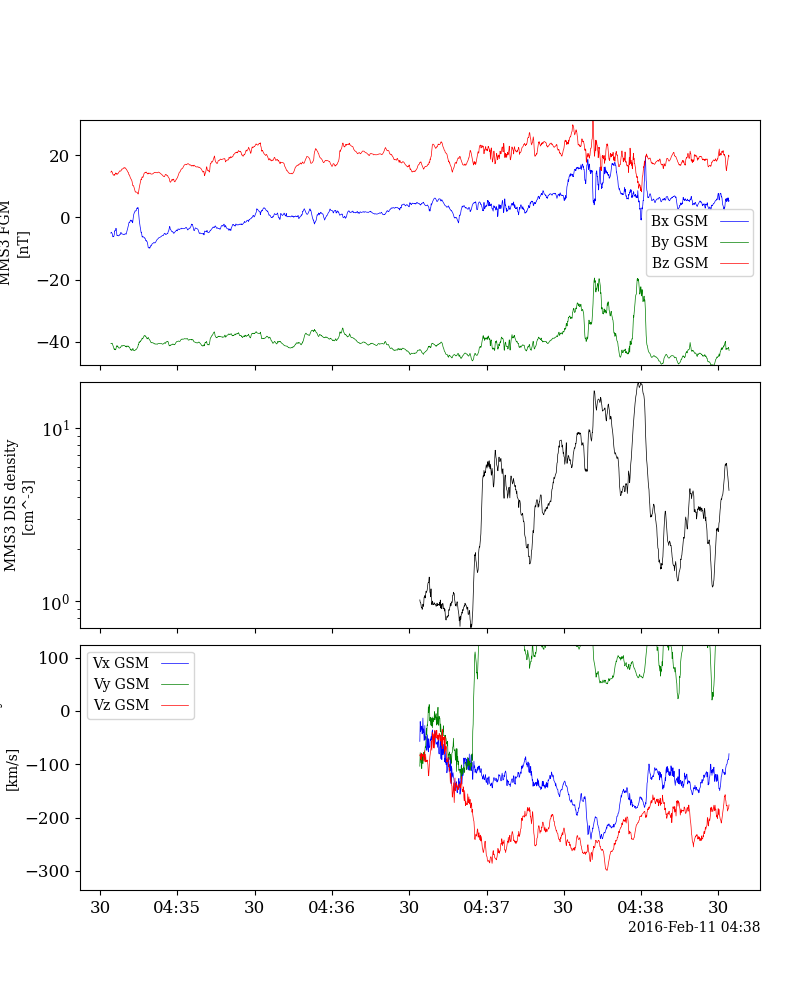 20
0
−20
−40
MMS3 FGM
[nT]
Bx GSM
By GSM
Bz GSM
10^1
10^0
MMS3 DIS density
[cm^-3]
100
0
−100
−200
−300
[km/s]
Vx GSM
Vy GSM
Vz GSM
30 04:35 30 04:36 30 04:37 30 04:38 30
2016-Feb-11 04:38